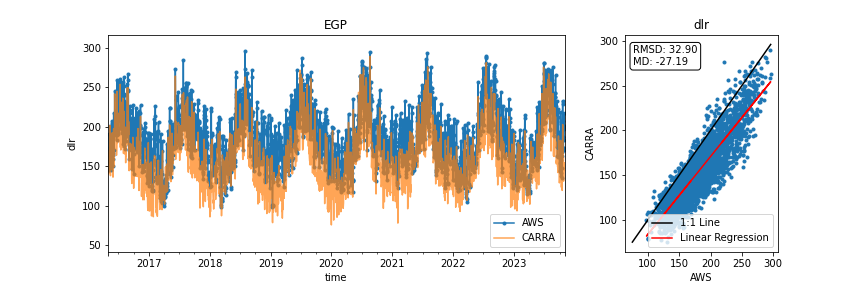 EGP
dlr
300
250
200
150
100
50
2017
2018
2019
2020
2021
2022
2023
time
AWS
CARRA
dlr
RMSD: 32.90
MD: -27.19
CARRA
300
250
200
150
100
100
150
200
250
300
AWS
1:1 Line
Linear Regression